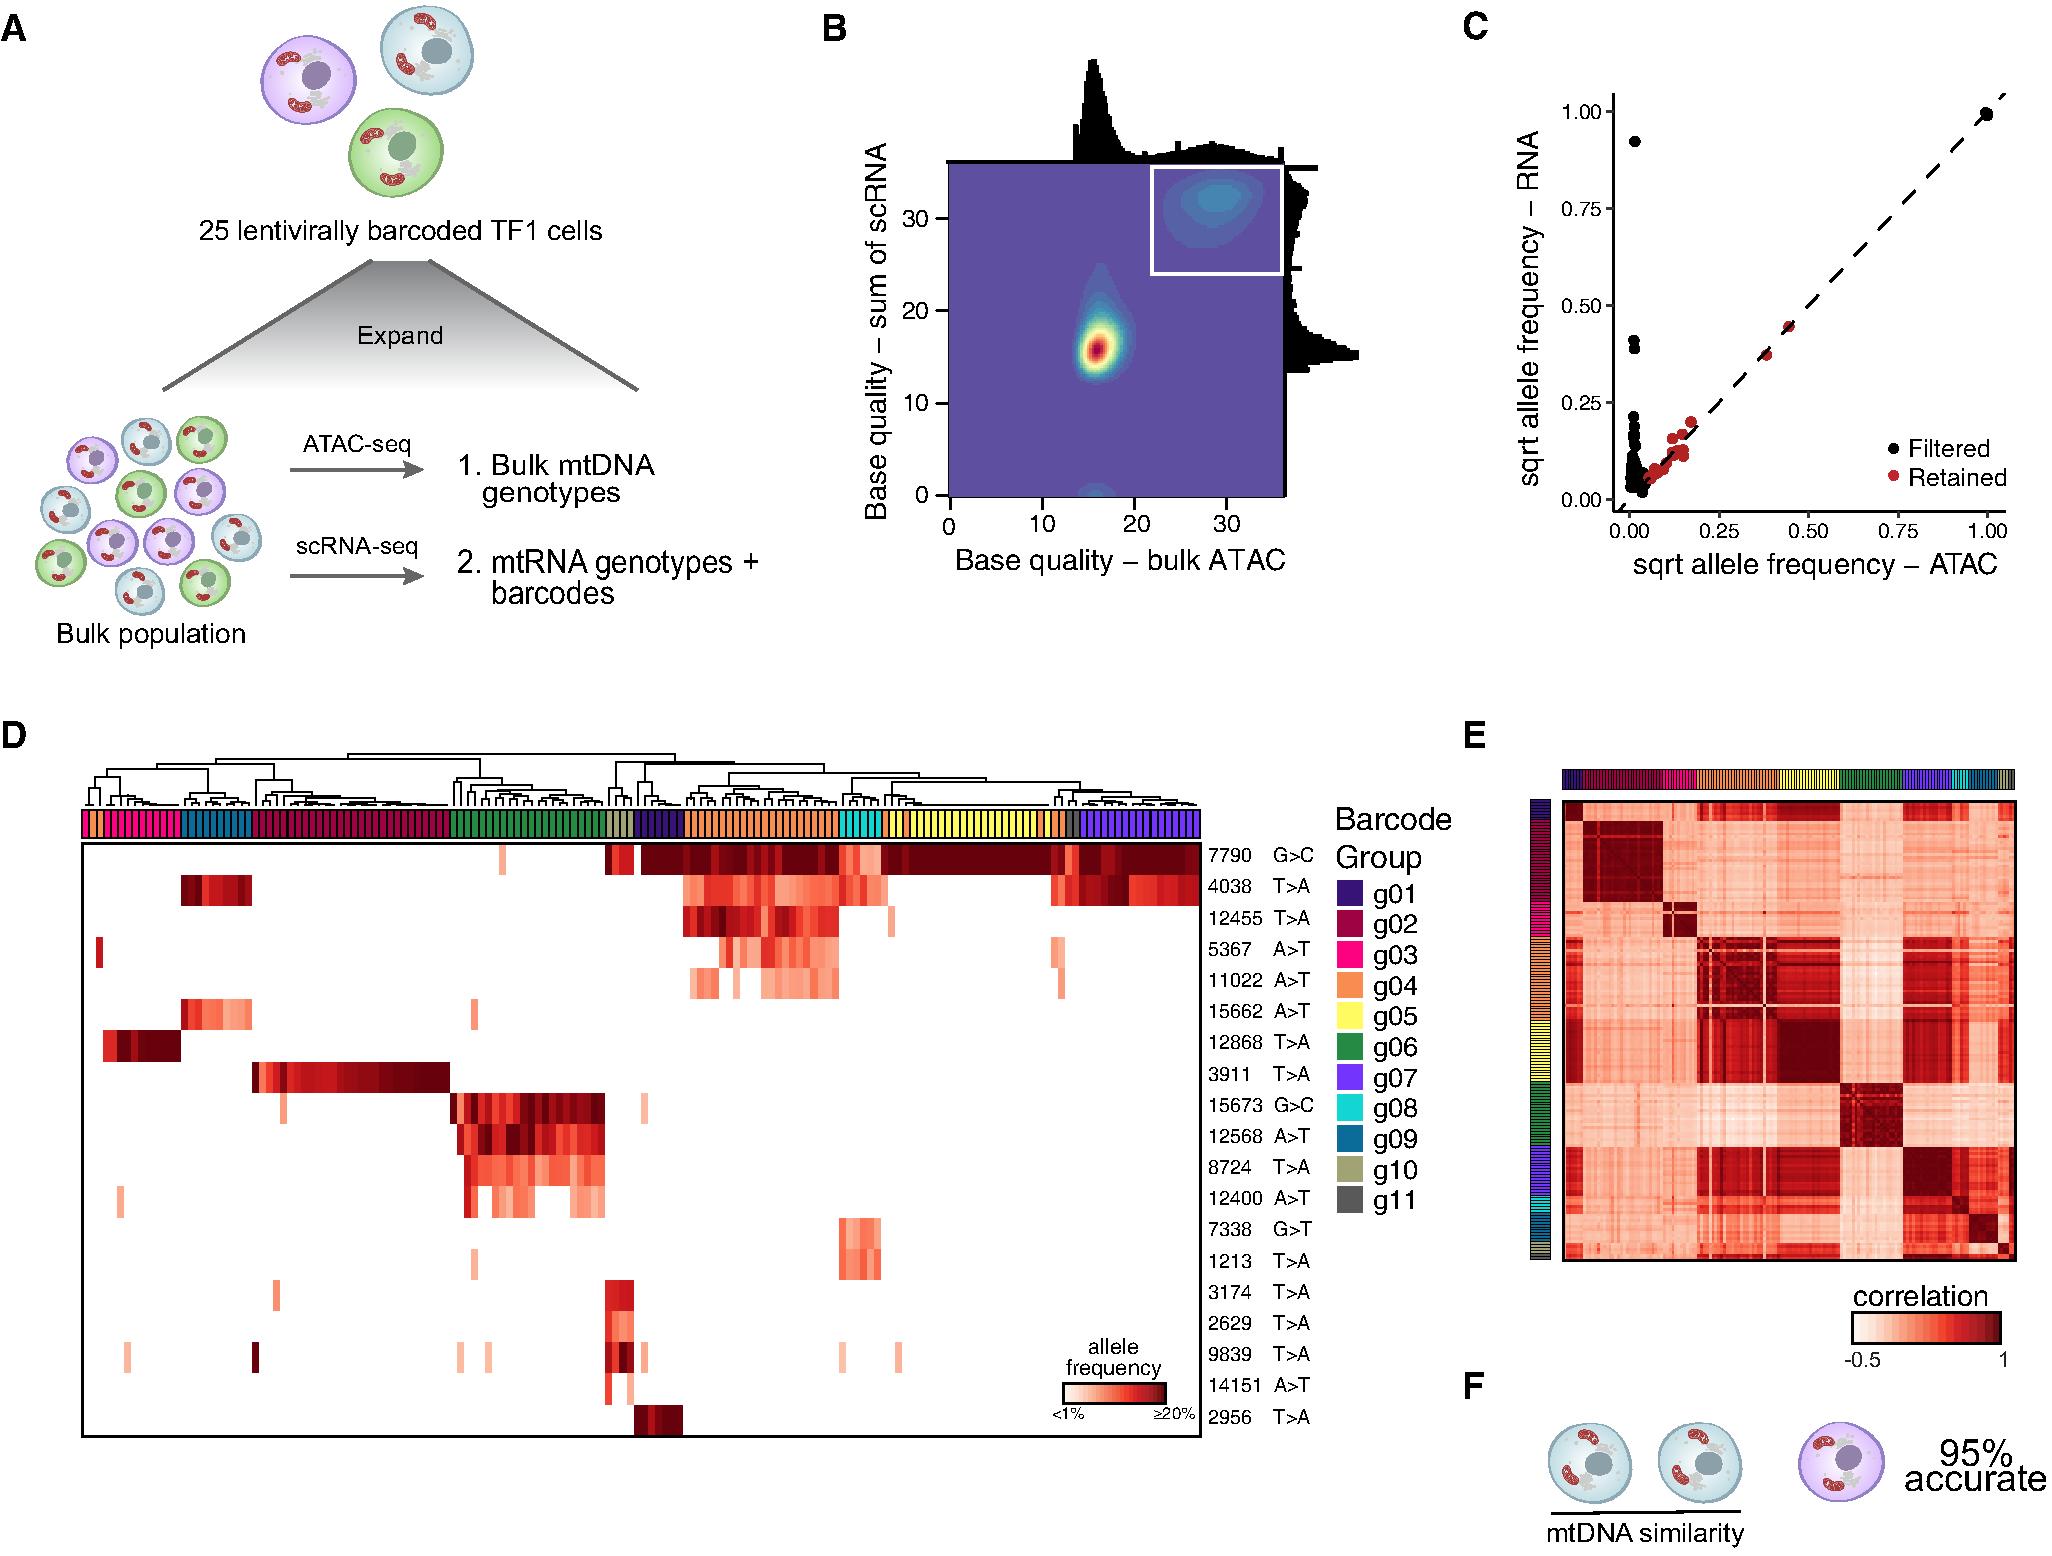 A
25 lentivirally barcoded TF1 cells
Expand
ATAC-seq
1. Bulk mtDNA
genotypes
scRNA-seq
2. mtRNA genotypes +
barcodes
Bulk population
B
Base quality – sum of scRNA
30
20
10
0
0 10 20 30
Base quality – bulk ATAC
C
sqrt allele frequency – RNA
1.00
0.75
0.50
0.25
0.00
Filtered
Retained
0.00 0.25 0.50 0.75 1.00
sqrt allele frequency – ATAC
D
7790 G>C
4038 T>A
12455 T>A
5367 A>T
11022 A>T
15662 A>T
12868 T>A
3911 T>A
15673 G>C
12568 A>T
8724 T>A
12400 A>T
7338 G>T
1213 T>A
3174 T>A
2629 T>A
9839 T>A
14151 A>T
2956 T>A
allele
frequency
<1% ≥20%
Barcode
Group
g01
g02
g03
g04
g05
g06
g07
g08
g09
g10
g11
E
correlation
-0.5 1
F
mtDNA similarity
95%
accurate